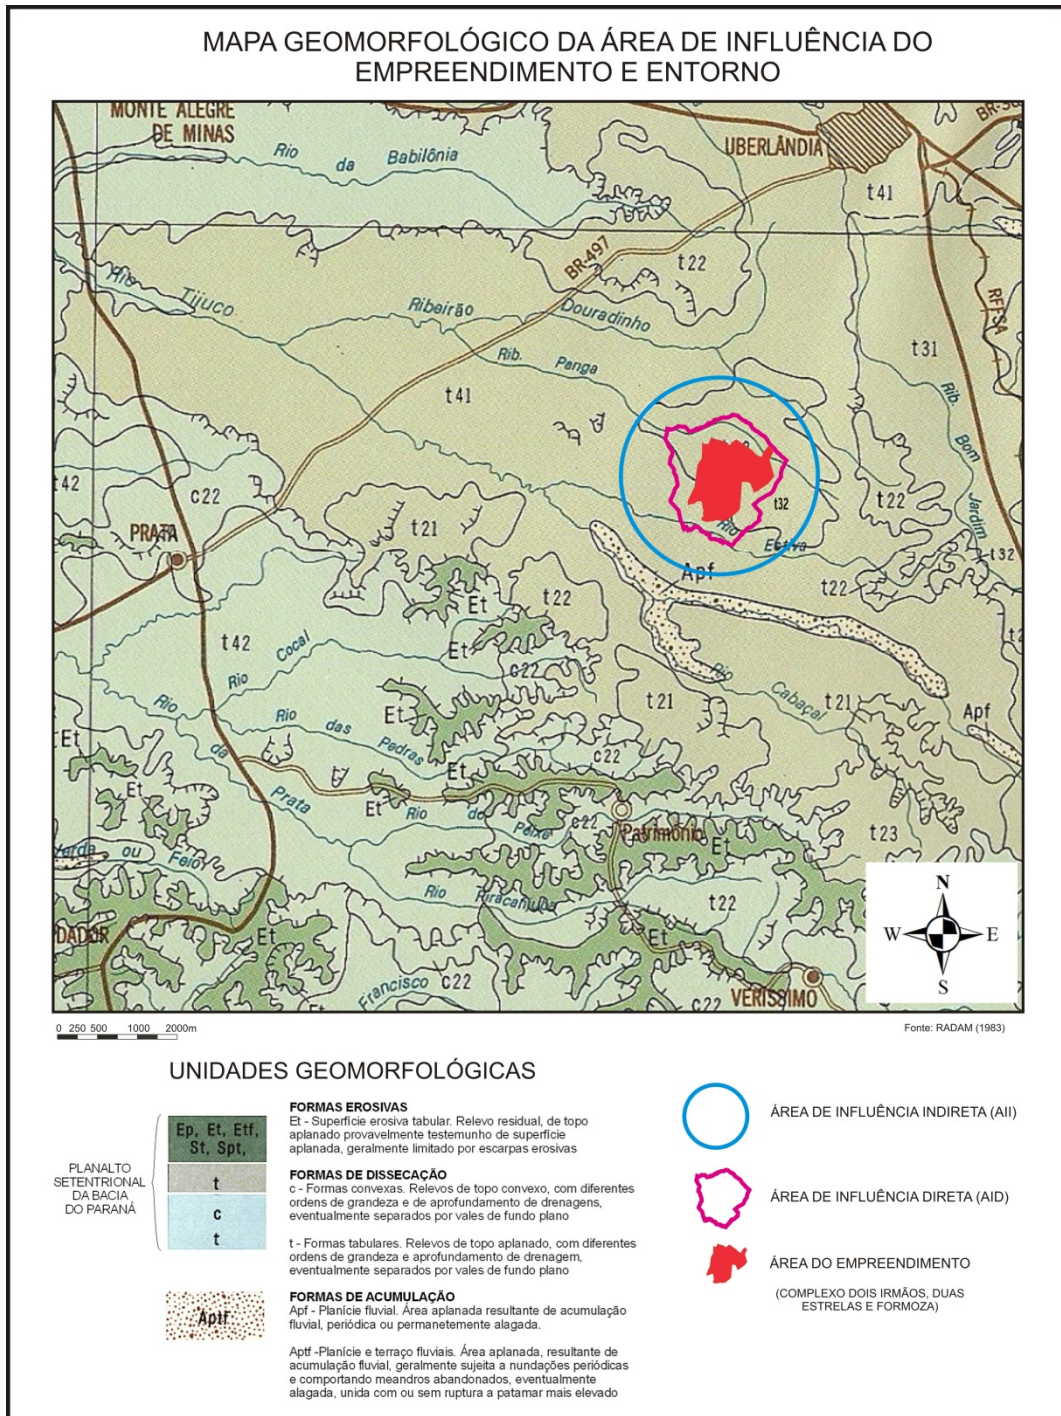 MAPA GEOMORFOLÓGICO DA ÁREA DE INFLUÊNCIA DO
EMPREENDIMENTO E ENTORNO
MONTE ALEGRE
DE MINAS
Rio da Babilônia
UBERLÂNDIA
t41
BR-497
t22
Rio Tijuco
Ribeirão Douradinho
Rib. Panga
t41
RFFSA
t31
Rib. Bom Jardim
t42
c22
PRATA
t21
t32
Rio Estiva
t22
t32
Apf
t22
Et
t22
Et
c22
t42
Rio Cocal
Rio das Pedras
Et
t21
Rio Cabaçal
t21
Apf
Et
Rio da Prata
Et
Et
c22
Et
Rio do Peixe
c22
Patrimônio
Et
t23
Verde ou Feio
Rio Piracanjuba
t22
DADOR
Et
Et
Francisco
c22
c22
VERÍSSIMO
N
W
E
S
0 250 500 1000 2000m
Fonte: RADAM (1983)
UNIDADES GEOMORFOLÓGICAS
PLANALTO
SETENTRIONAL
DA BACIA
DO PARANÁ
Ep, Et, Etf,
St, Spt,
t
c
t
FORMAS EROSIVAS
Et - Superfície erosiva tabular. Relevo residual, de topo
aplanado provavelmente testemunho de superfície
aplanada, geralmente limitado por escarpas erosivas
FORMAS DE DISSECAÇÃO
c - Formas convexas. Relevos de topo convexo, com diferentes
ordens de grandeza e de aprofundamento de drenagens,
eventualmente separados por vales de fundo plano
t - Formas tabulares. Relevos de topo aplanado, com diferentes
ordens de grandeza e aprofundamento de drenagem,
eventualmente separados por vales de fundo plano
Aptf
FORMAS DE ACUMULAÇÃO
Apf - Planície fluvial. Área aplanada resultante de acumulação
fluvial, periódica ou permanetemente alagada.
Aptf -Planície e terraço fluviais. Área aplanada, resultante de
acumulação fluvial, geralmente sujeita a nundações periódicas
e comportando meandros abandonados, eventualmente
alagada, unida com ou sem ruptura a patamar mais elevado
ÁREA DE INFLUÊNCIA INDIRETA (AII)
ÁREA DE INFLUÊNCIA DIRETA (AID)
ÁREA DO EMPREENDIMENTO
(COMPLEXO DOIS IRMÃOS, DUAS
ESTRELAS E FORMOZA)